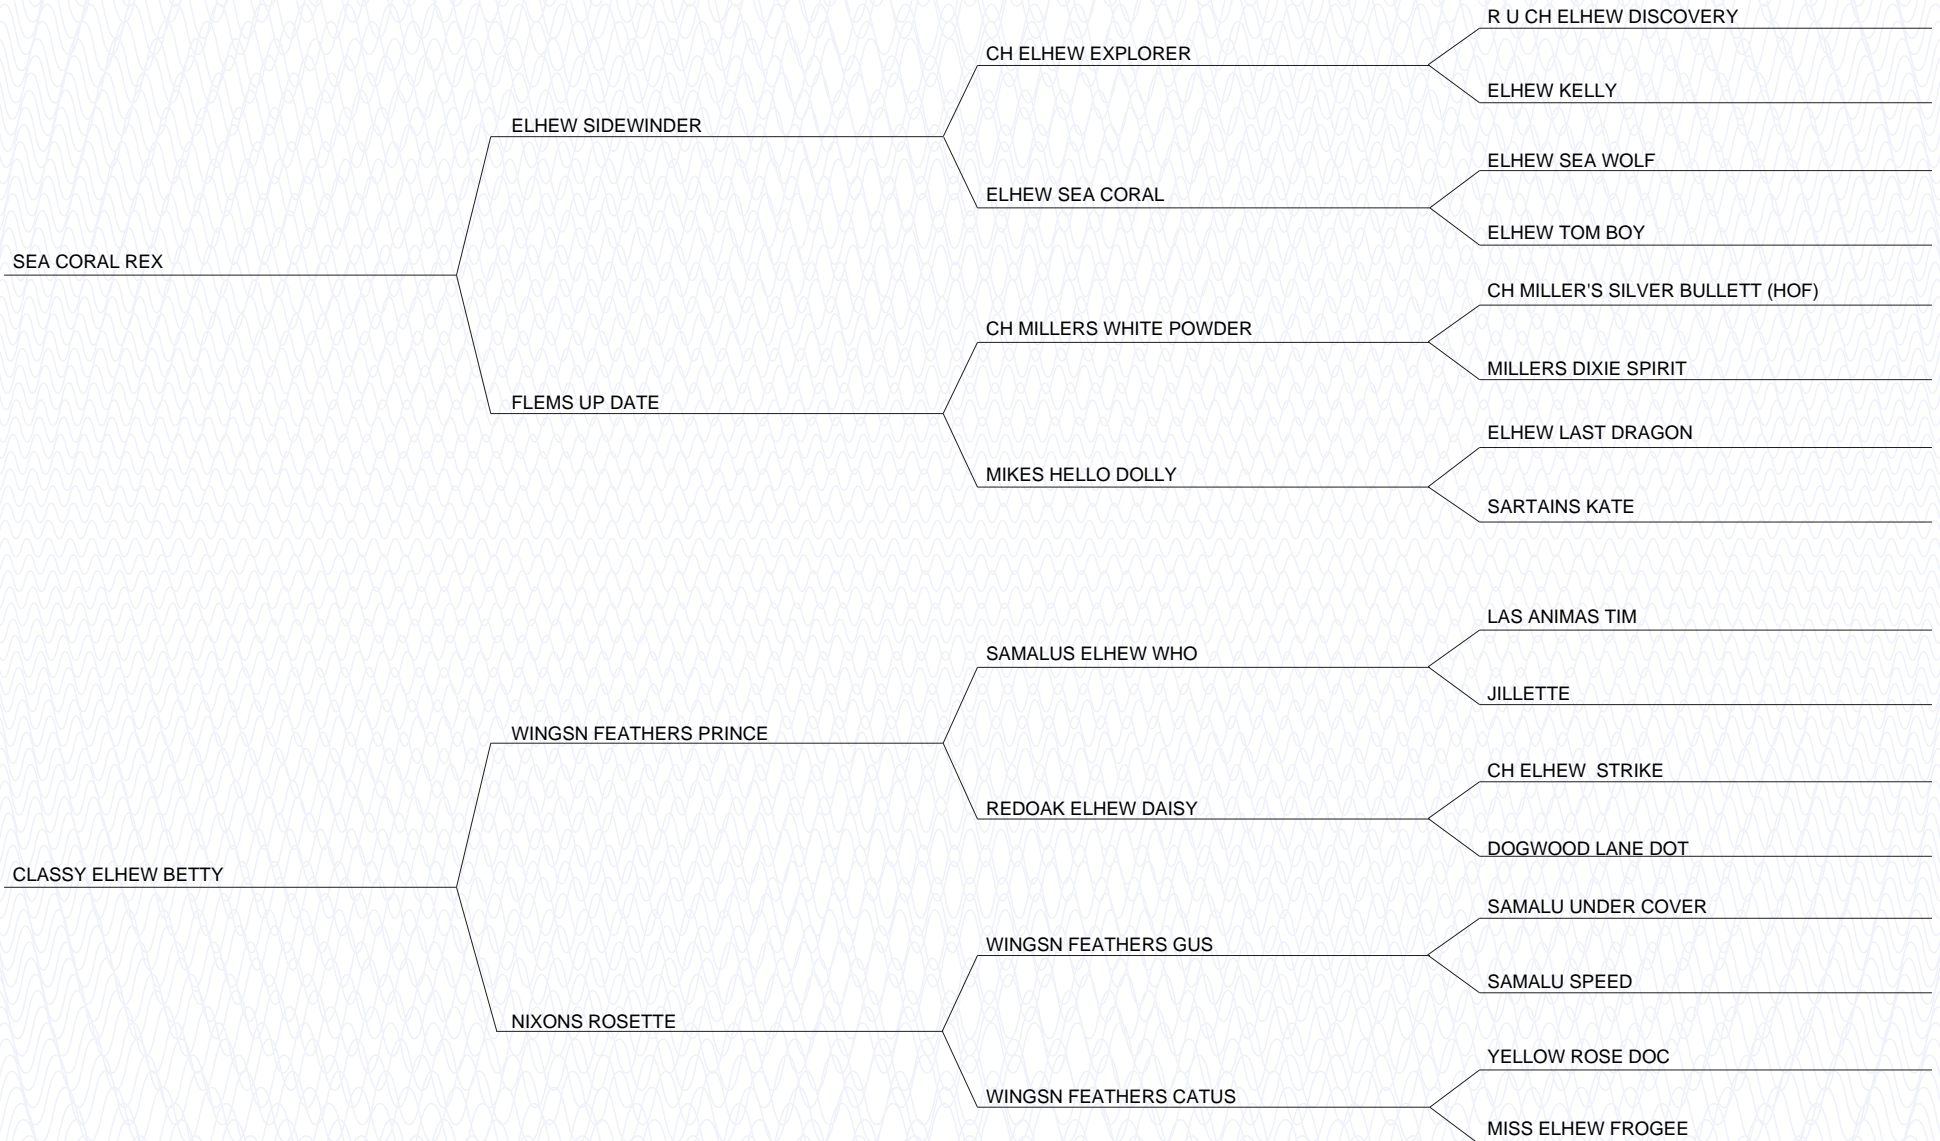 R U CH ELHEW DISCOVERY
CH ELHEW EXPLORER
ELHEW KELLY
ELHEW SIDEWINDER
ELHEW SEA WOLF
ELHEW SEA CORAL
ELHEW TOM BOY
SEA CORAL REX
CH MILLER'S SILVER BULLETT (HOF)
CH MILLERS WHITE POWDER
MILLERS DIXIE SPIRIT
FLEMS UP DATE
ELHEW LAST DRAGON
MIKES HELLO DOLLY
SARTAINS KATE
LAS ANIMAS TIM
SAMALUS ELHEW WHO
JILLETTE
WINGSN FEATHERS PRINCE
CH ELHEW  STRIKE
REDOAK ELHEW DAISY
DOGWOOD LANE DOT
CLASSY ELHEW BETTY
SAMALU UNDER COVER
WINGSN FEATHERS GUS
SAMALU SPEED
NIXONS ROSETTE
YELLOW ROSE DOC
WINGSN FEATHERS CATUS
MISS ELHEW FROGEE